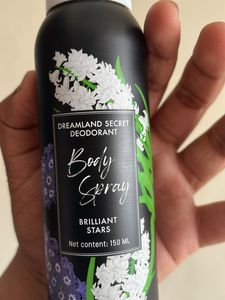 DREAMLAND SECRET
DEODORANT
Body
Spray
BRILLIANT
STARS
Net content: 150 ML